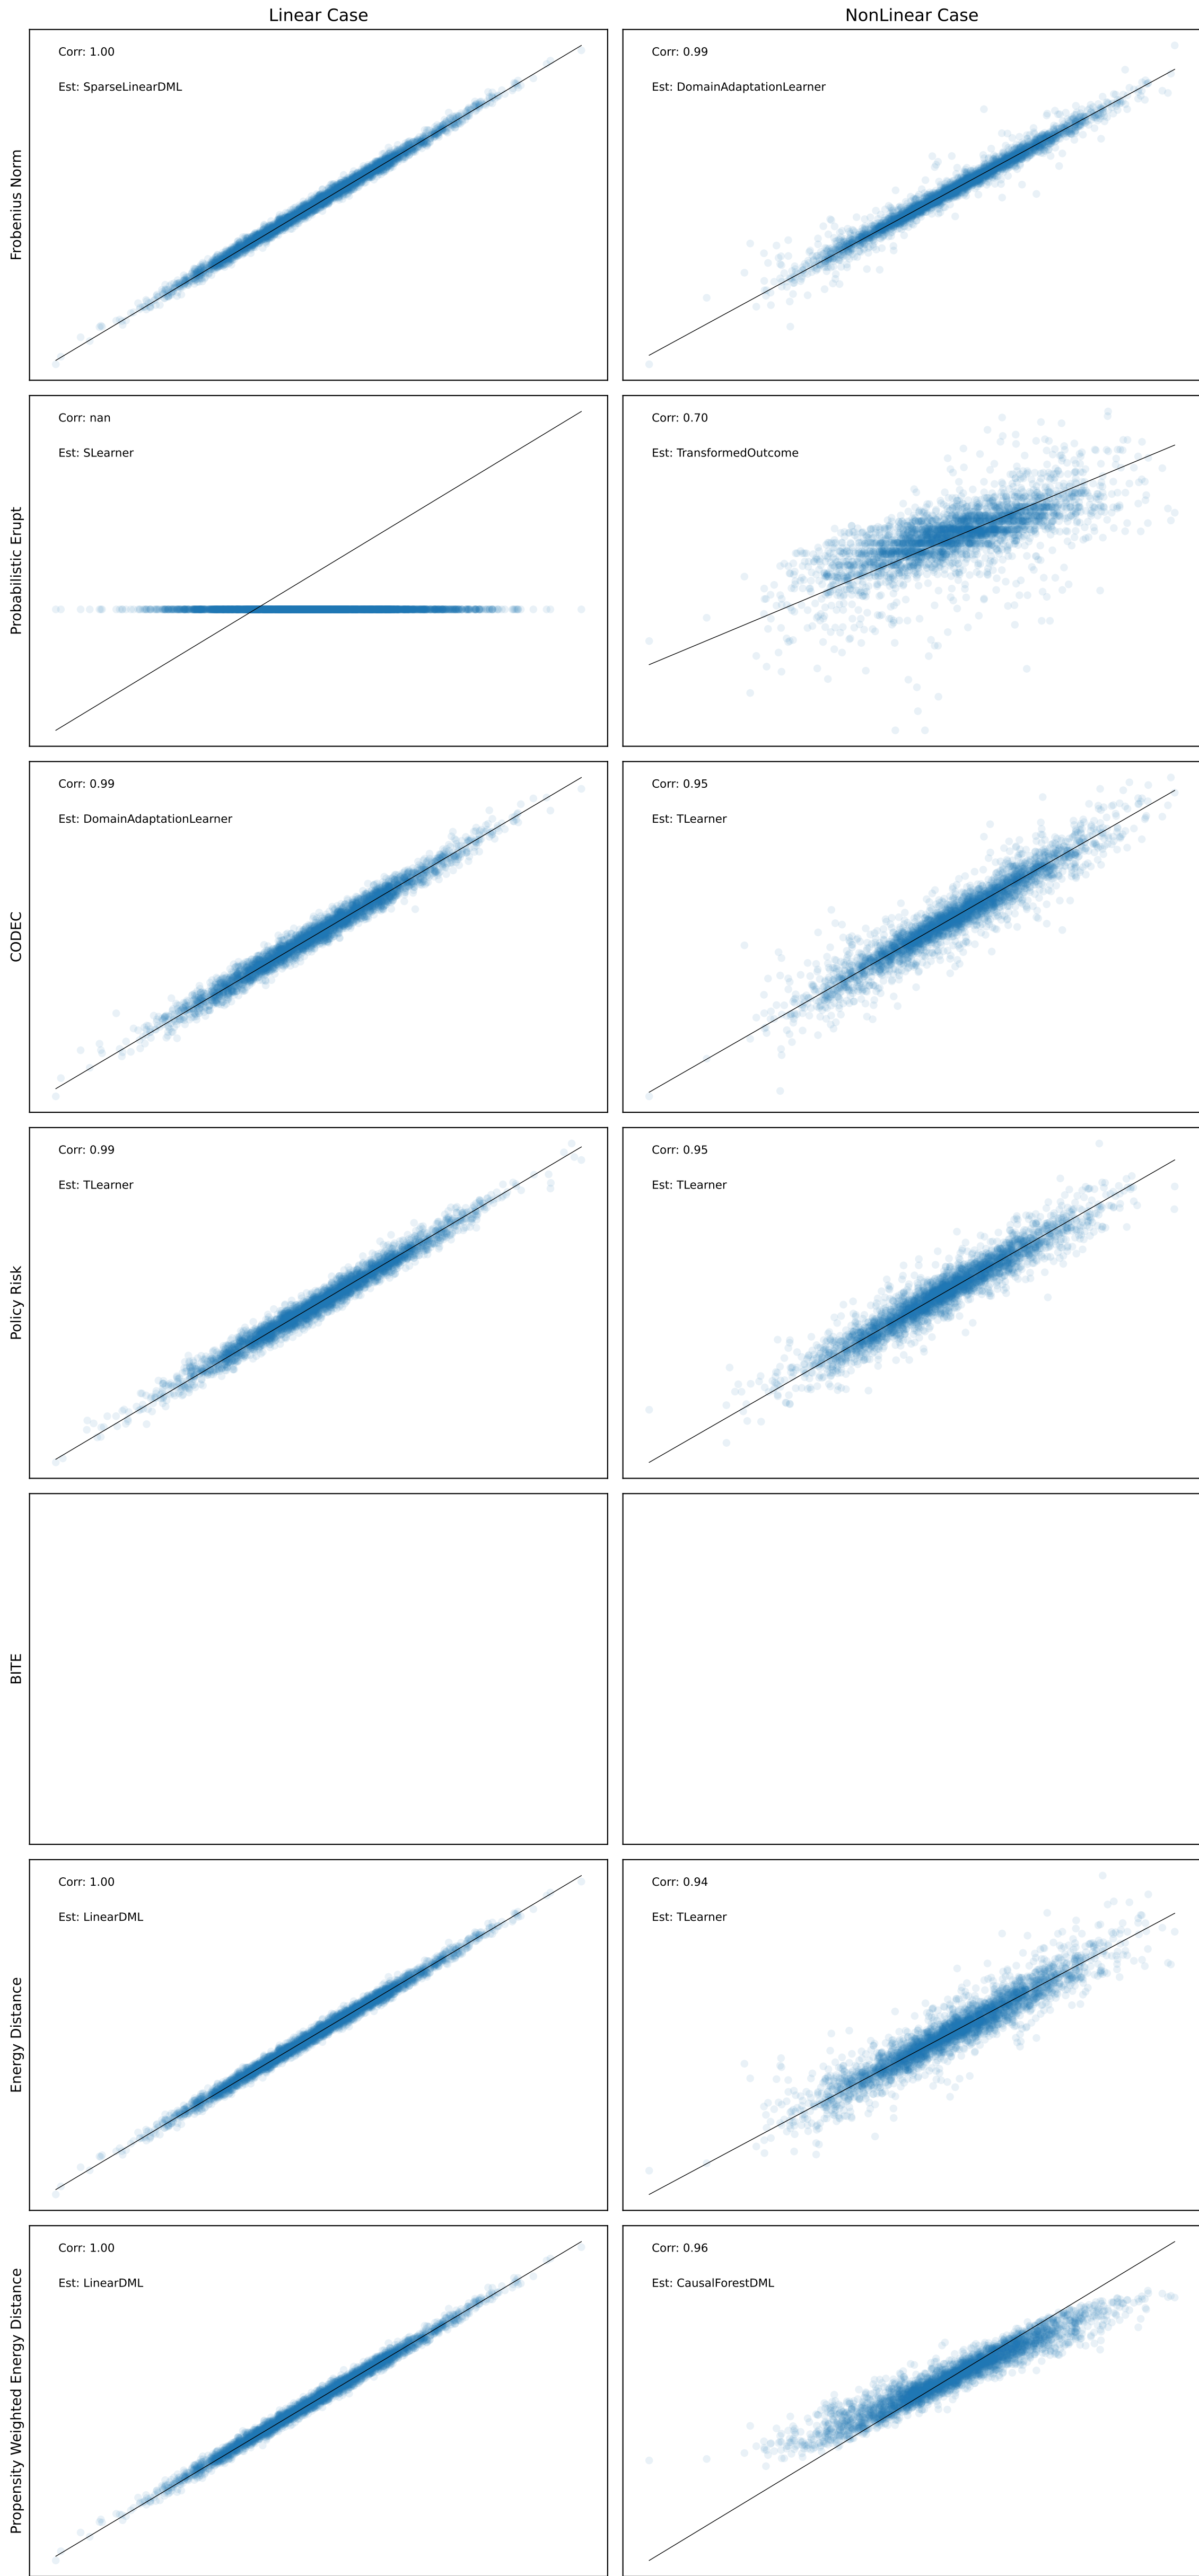 Linear Case
NonLinear Case
Frobenius Norm
Corr: 1.00
Est: SparseLinearDML
Corr: 0.99
Est: DomainAdaptationLearner
Probabilistic Erupt
Corr: nan
Est: SLearner
Corr: 0.70
Est: TransformedOutcome
CODEC
Corr: 0.99
Est: DomainAdaptationLearner
Corr: 0.95
Est: TLearner
Policy Risk
Corr: 0.99
Est: TLearner
Corr: 0.95
Est: TLearner
BITE
Energy Distance
Corr: 1.00
Est: LinearDML
Corr: 0.94
Est: TLearner
Propensity Weighted Energy Distance
Corr: 1.00
Est: LinearDML
Corr: 0.96
Est: CausalForestDML